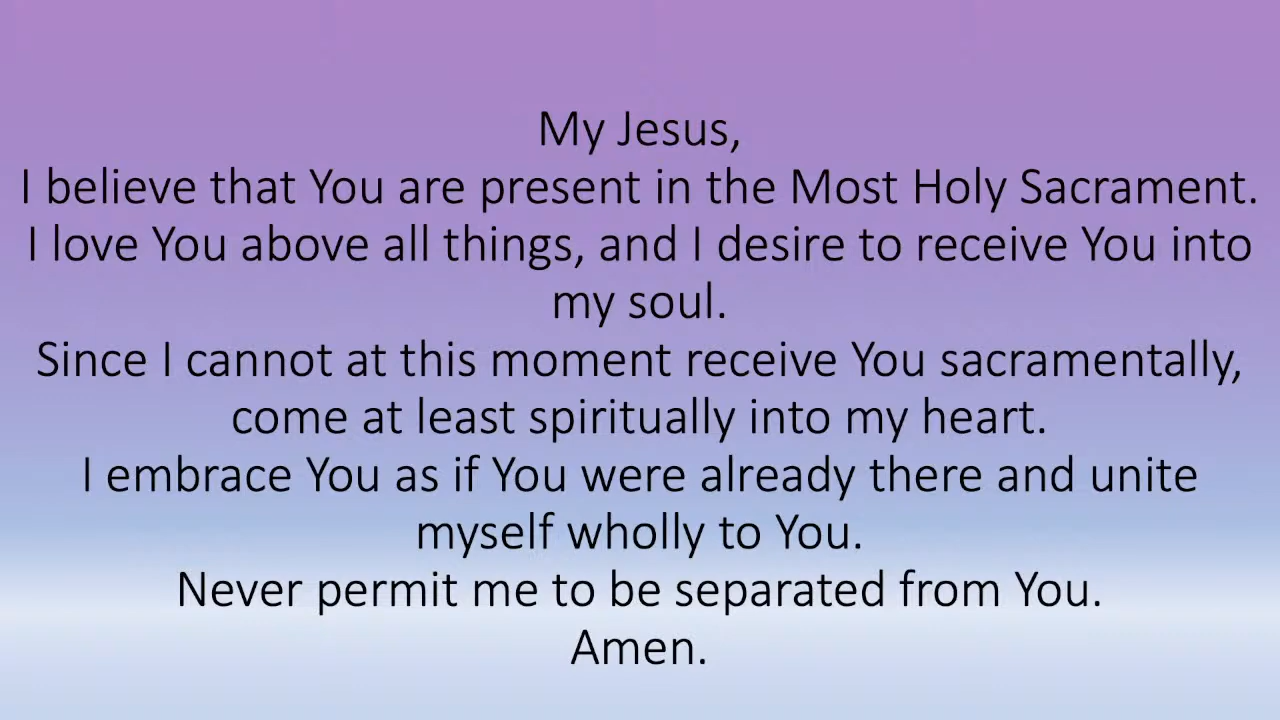 My Jesus,
I believe that You are present in the Most Holy Sacrament.
I love You above all things, and I desire to receive You into
my soul.
Since I cannot at this moment receive You sacramentally,
come at least spiritually into my heart.
I embrace You as if You were already there and unite
myself wholly to You.
Never permit me to be separated from You.
Amen.